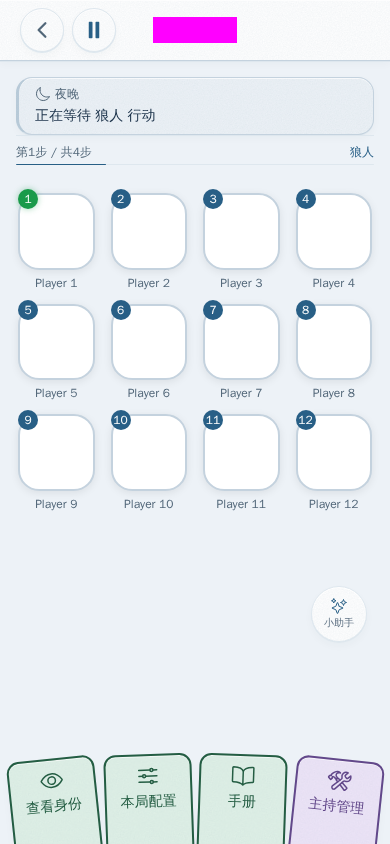 夜晚
正在等待 狼人 行动
第1步 / 共4步
狼人
1
2
3
4
Player 1
Player 2
Player 3
Player 4
5
6
7
8
Player 5
Player 6
Player 7
Player 8
9
10
11
12
Player 9
Player 10
Player 11
Player 12
小助手
查看身份
本局配置
手册
主持管理